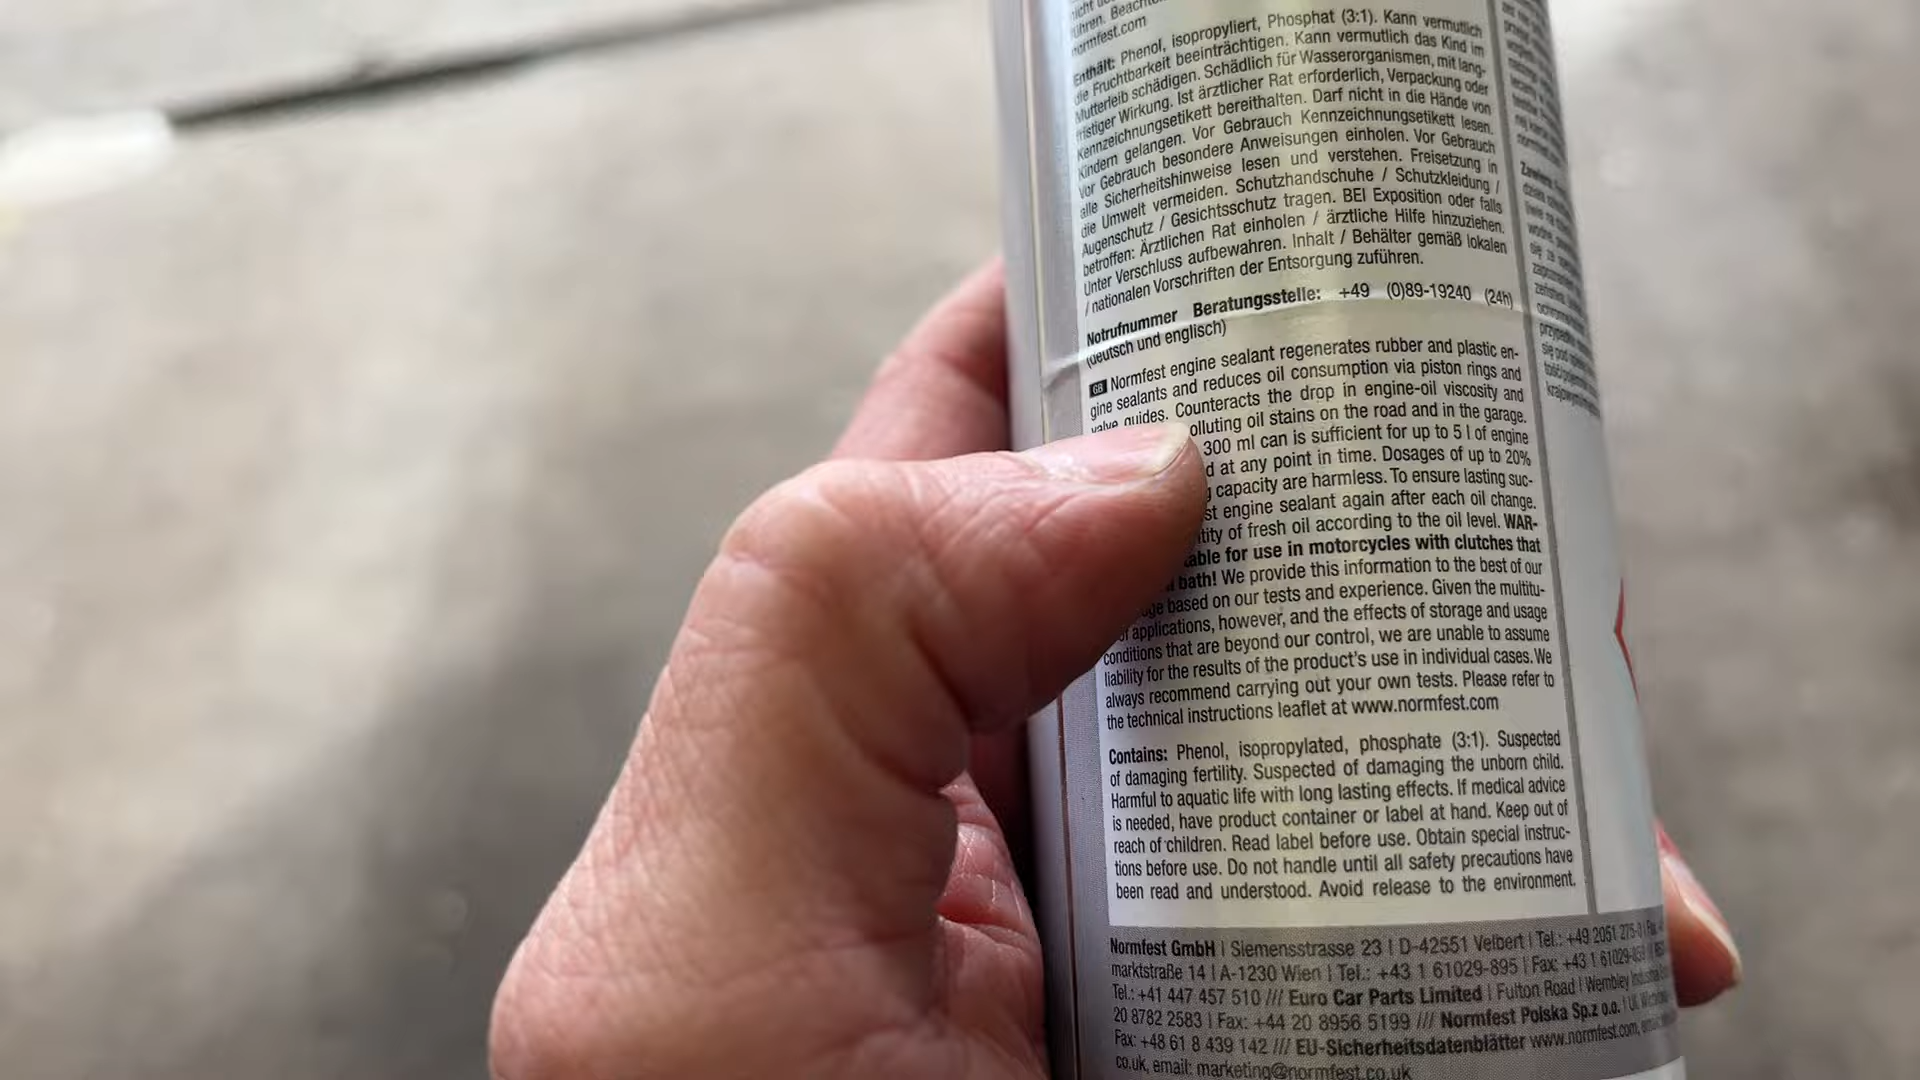 nicht
führen. Beachten
normfest.com
Enthält: Phenol, isopropyliert, Phosphat (3:1). Kann vermutlich
die Fruchtbarkeit beeinträchtigen. Kann vermutlich das Kind im
Mutterleib schädigen. Schädlich für Wasserorganismen, mit lang-
fristiger Wirkung. Ist ärztlicher Rat erforderlich, Verpackung oder
Kennzeichnungsetikett bereithalten. Darf nicht in die Hände von
Kindern gelangen. Vor Gebrauch Kennzeichnungsetikett lesen.
Vor Gebrauch besondere Anweisungen einholen. Vor Gebrauch
alle Sicherheitshinweise lesen und verstehen. Freisetzung in
die Umwelt vermeiden. Schutzhandschuhe / Schutzkleidung /
Augenschutz / Gesichtsschutz tragen. BEI Exposition oder falls
betroffen: Ärztlichen Rat einholen / ärztliche Hilfe hinzuziehen.
Unter Verschluss aufbewahren. Inhalt / Behälter gemäß lokalen
/ nationalen Vorschriften der Entsorgung zuführen.
Notrufnummer Beratungsstelle: +49 (0)89-19240 (24h)
(deutsch und englisch)
GB Normfest engine sealant regenerates rubber and plastic en-
gine sealants and reduces oil consumption via piston rings and
valve guides. Counteracts the drop in engine-oil viscosity and
olluting oil stains on the road and in the garage.
300 ml can is sufficient for up to 5 l of engine
d at any point in time. Dosages of up to 20%
g capacity are harmless. To ensure lasting suc-
st engine sealant again after each oil change.
tity of fresh oil according to the oil level. WAR-
able for use in motorcycles with clutches that
bath! We provide this information to the best of our
ge based on our tests and experience. Given the multitu-
of applications, however, and the effects of storage and usage
conditions that are beyond our control, we are unable to assume
liability for the results of the product's use in individual cases. We
always recommend carrying out your own tests. Please refer to
the technical instructions leaflet at www.normfest.com
Contains: Phenol, isopropylated, phosphate (3:1). Suspected
of damaging fertility. Suspected of damaging the unborn child.
Harmful to aquatic life with long lasting effects. If medical advice
is needed, have product container or label at hand. Keep out of
reach of children. Read label before use. Obtain special instruc-
tions before use. Do not handle until all safety precautions have
been read and understood. Avoid release to the environment.
Normfest GmbH | Siemensstrasse 23 | D-42551 Velbert | Tel.: +49 2051 275-0 | Fax
marktstraße 14 | A-1230 Wien | Tel.: +43 1 61029-895 | Fax: +43 1 61029
Tel.: +41 447 457 510 /// Euro Car Parts Limited | Fulton Road | Wembley
20 8782 2583 | Fax: +44 20 8956 5199 /// Normfest Polska Sp.z o.o. | Ul.
Fax: +48 61 8 439 142 /// EU-Sicherheitsdatenblätter www.normfest.com,
co.uk, email: marketing@normfest.co.uk